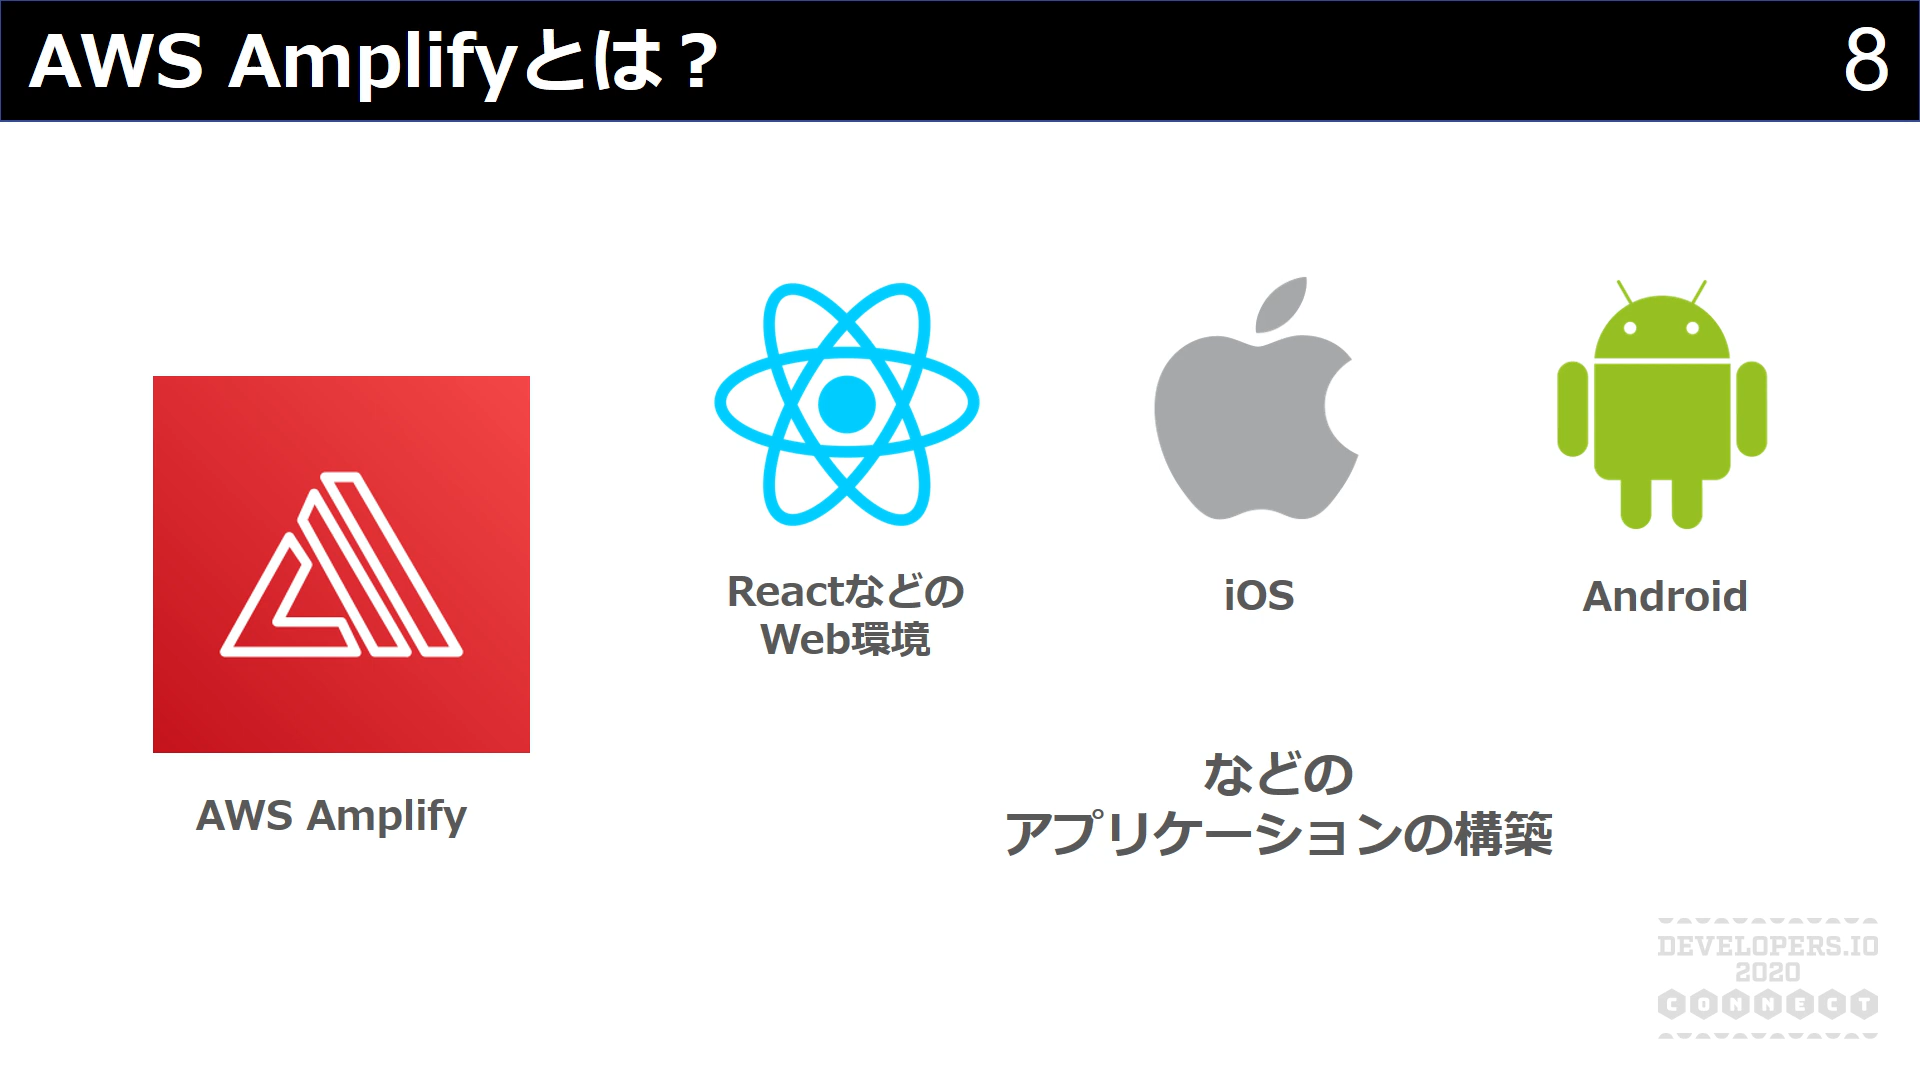 AWS Amplifyとは？
8
AWS Amplify
Reactなどの
Web環境
iOS
Android
などの
アプリケーションの構築
DEVELOPERS.IO
2020
CONNECT